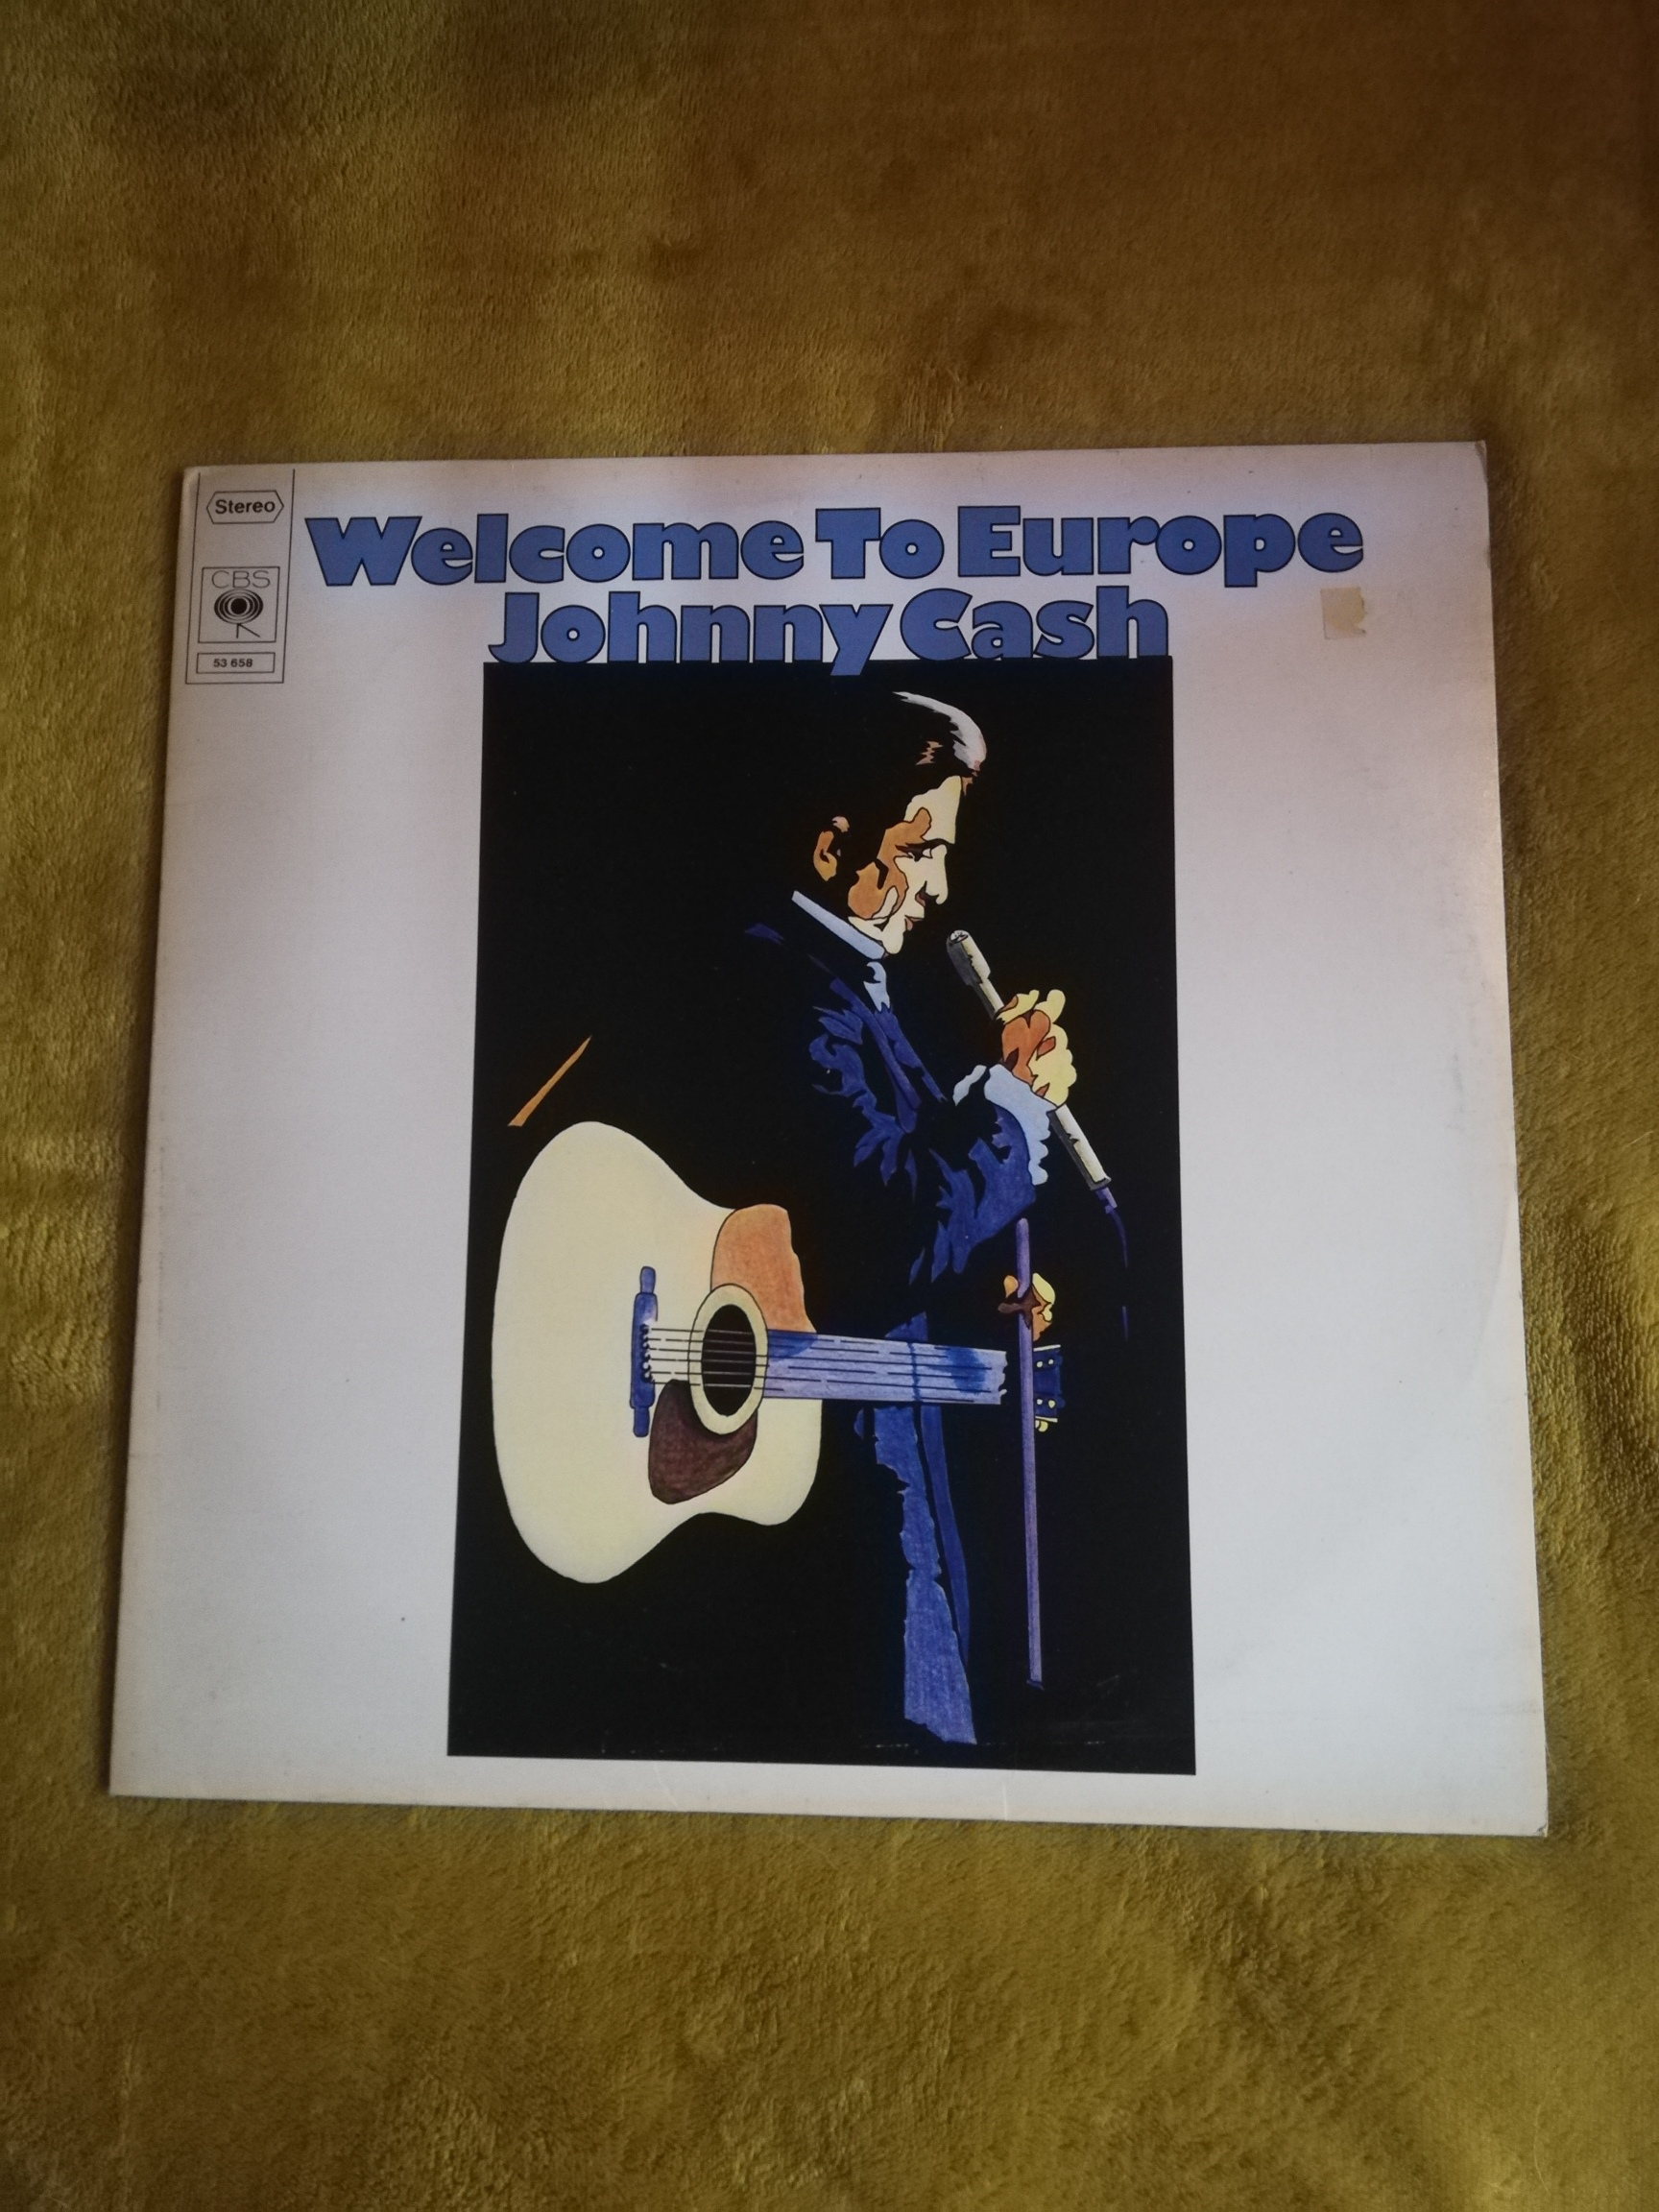 Stereo
CBS
53 658
Welcome To Europe
Johnny Cash